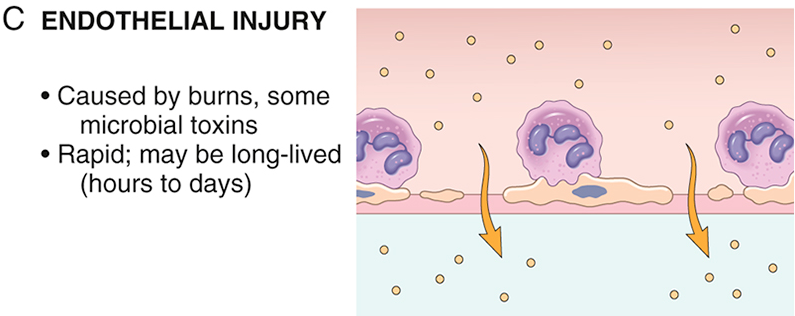 C ENDOTHELIAL INJURY
• Caused by burns, some
microbial toxins
• Rapid; may be long-lived
(hours to days)